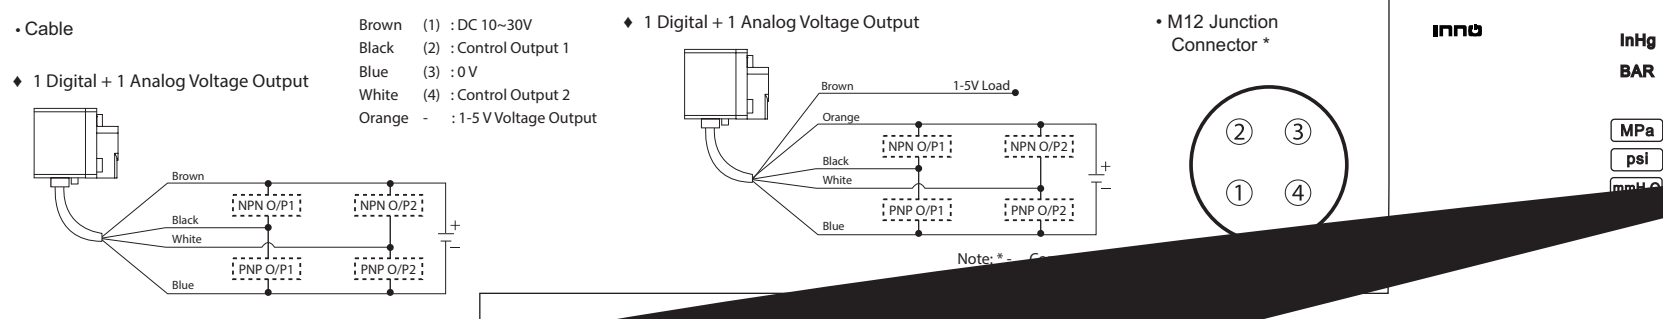 • Cable
♦ 1 Digital + 1 Analog Voltage Output
Brown
NPN O/P1
NPN O/P2
Black
White
+
–
PNP O/P1
PNP O/P2
Blue
Brown (1) : DC 10~30V
Black (2) : Control Output 1
Blue (3) : 0 V
White (4) : Control Output 2
Orange - : 1-5 V Voltage Output
♦ 1 Digital + 1 Analog Voltage Output
Brown 1-5V Load
Orange
NPN O/P1
NPN O/P2
Black
White
+
–
PNP O/P1
PNP O/P2
Blue
Note: * -
• M12 Junction
Connector *
2 3
1 4
InHg
BAR
MPa
psi